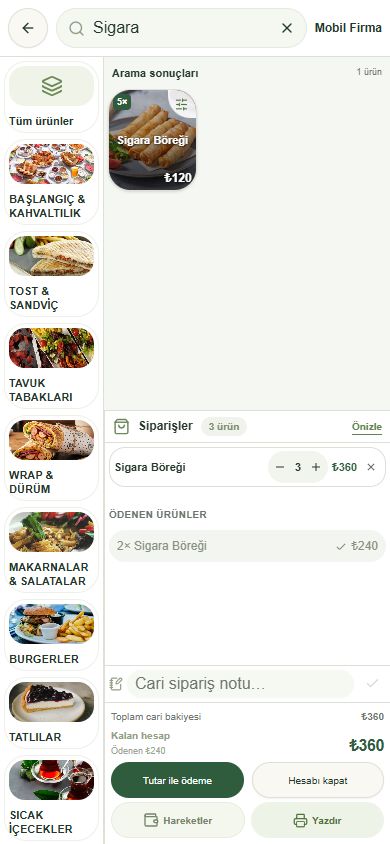 Sigara
Mobil Firma
Tüm ürünler
BAŞLANGIÇ &
KAHVALTILIK
TOST &
SANDVİÇ
TAVUK
TABAKLARI
WRAP &
DÜRÜM
MAKARNALAR
& SALATALAR
BURGERLER
TATLILAR
SICAK
İÇECEKLER
Arama sonuçları
1 ürün
5×
Sigara Böreği
₺120
Siparişler
3 ürün
Önizle
Sigara Böreği
− 3 + ₺360 ×
ÖDENEN ÜRÜNLER
2× Sigara Böreği
✓ ₺240
Cari sipariş notu...
Toplam cari bakiyesi
₺360
Kalan hesap
Ödenen ₺240
₺360
Tutar ile ödeme
Hesabı kapat
Hareketler
Yazdır